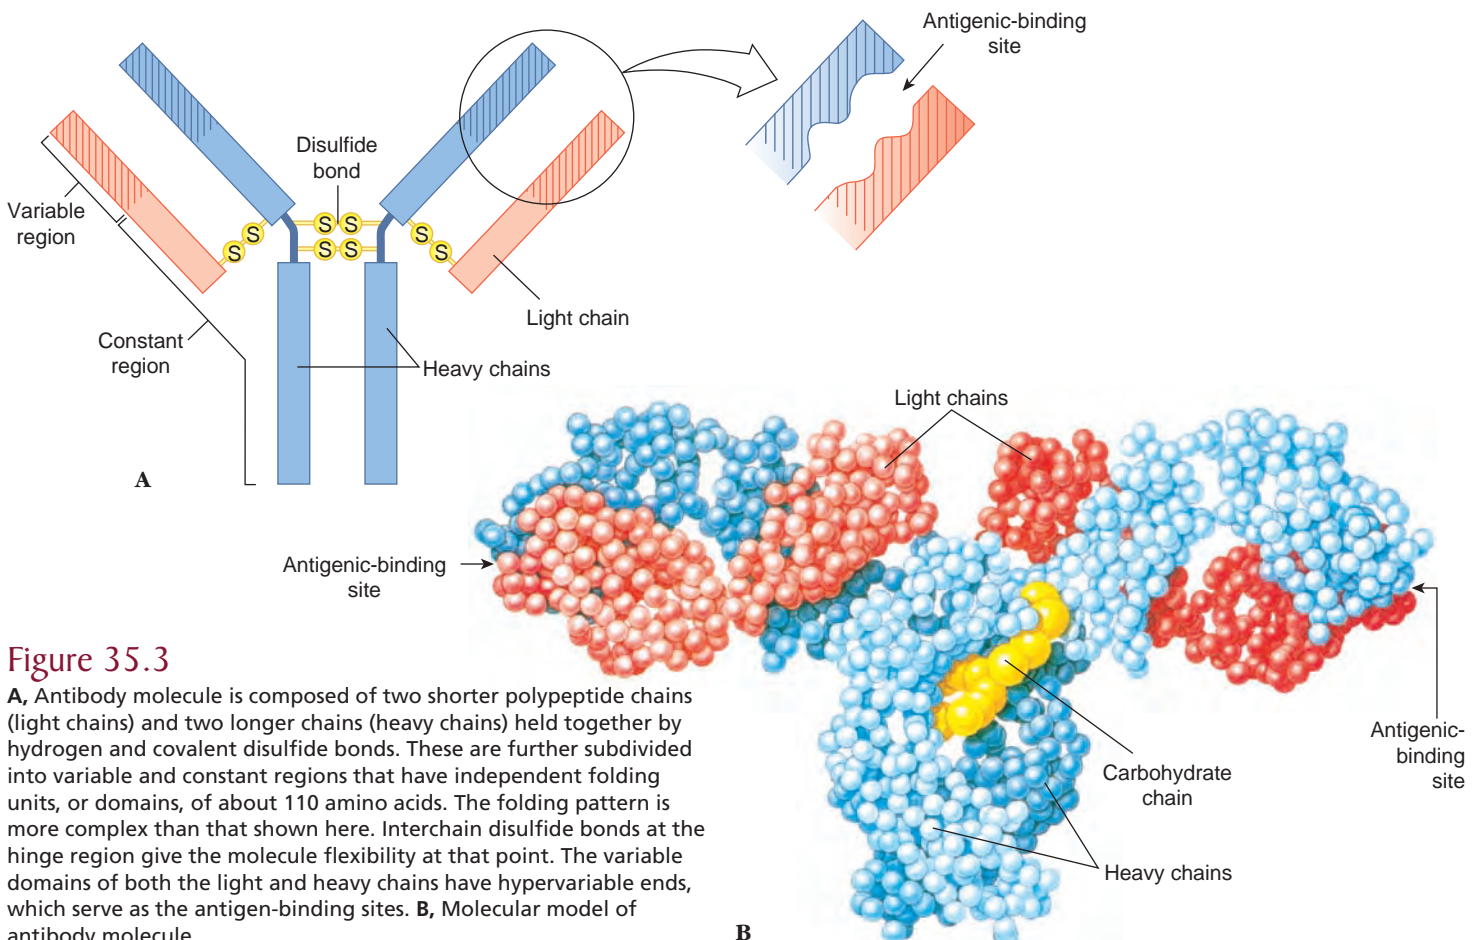 Antigenic-binding
site
Disulfide
bond
S
S
S
S
S
S
S
S
Variable
region
Constant
region
Light chain
Heavy chains
A
Light chains
Antigenic-binding
site
Antigenic-
binding
site
Carbohydrate
chain
Heavy chains
B
Figure 35.3
A, Antibody molecule is composed of two shorter polypeptide chains
(light chains) and two longer chains (heavy chains) held together by
hydrogen and covalent disulfide bonds. These are further subdivided
into variable and constant regions that have independent folding
units, or domains, of about 110 amino acids. The folding pattern is
more complex than that shown here. Interchain disulfide bonds at the
hinge region give the molecule flexibility at that point. The variable
domains of both the light and heavy chains have hypervariable ends,
which serve as the antigen-binding sites. B, Molecular model of
antibody molecule.